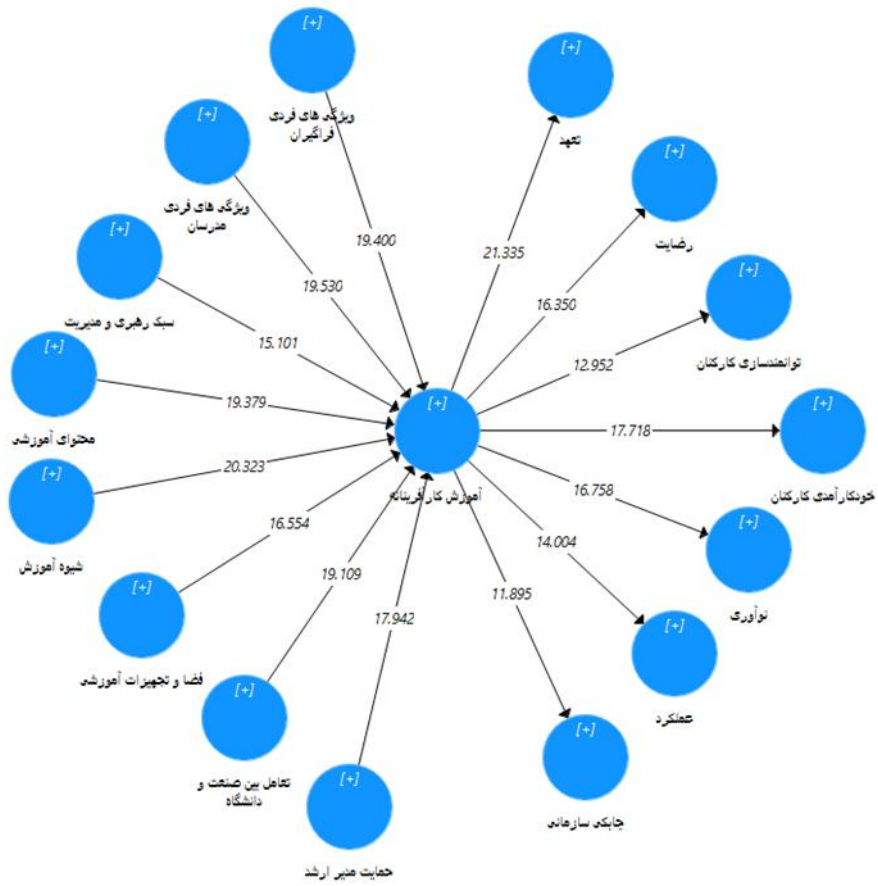 [+]
ویژگی های فردی
فراگیران
[+]
تعهد
[+]
ویژگی های فردی
مدرسان
[+]
رضایت
[+]
سبک رهبری و مدیریت
[+]
توانمندسازی کارکنان
[+]
محتوای آموزشی
[+]
آموزش کارآفرینانه
[+]
خودکارآمدی کارکنان
[+]
شیوه آموزش
[+]
نوآوری
[+]
فضا و تجهیزات آموزشی
[+]
عملکرد
[+]
تعامل بین صنعت و
دانشگاه
[+]
چابکی سازمانی
[+]
حمایت مدیر ارشد
19.400
19.530
15.101
19.379
20.323
16.554
19.109
17.942
21.335
16.350
12.952
17.718
16.758
14.004
11.895